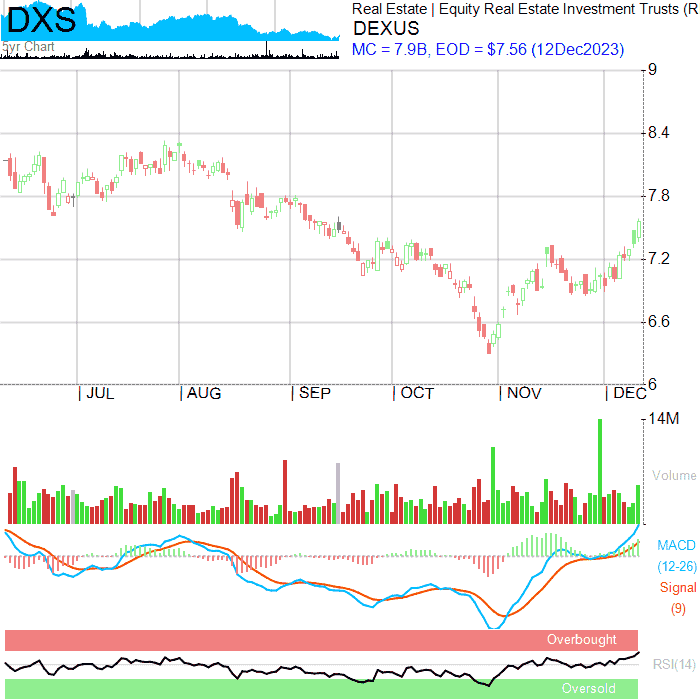 DXS
5yr Chart
Real Estate | Equity Real Estate Investment Trusts (R
DEXUS
MC = 7.9B, EOD = $7.56 (12Dec2023)
9
8.4
7.8
7.2
6.6
6
| JUL | AUG | SEP | OCT | NOV | DEC
14M
Volume
MACD
(12-26)
Signal
(9)
Overbought
RSI(14)
Oversold